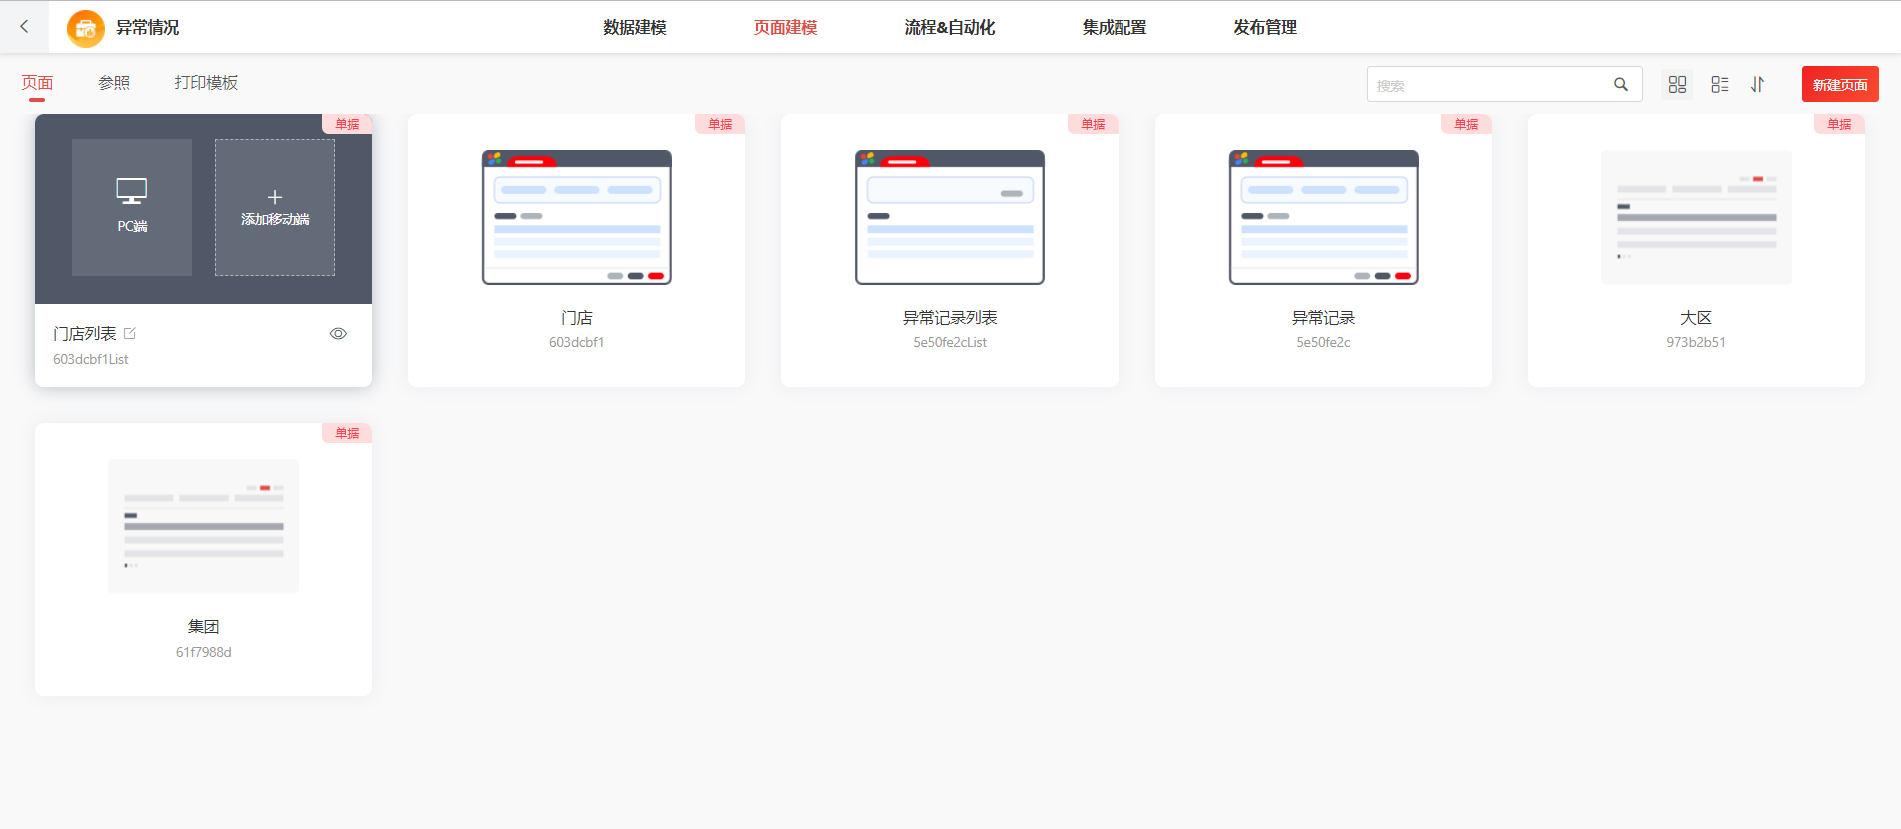 异常情况
数据建模
页面建模
流程&自动化
集成配置
发布管理
页面
参照
打印模板
搜索
新建页面
单据
PC端
添加移动端
门店列表
603dcbf1List
单据
门店
603dcbf1
单据
异常记录列表
5e50fe2cList
单据
异常记录
5e50fe2c
单据
大区
973b2b51
单据
集团
61f7988d